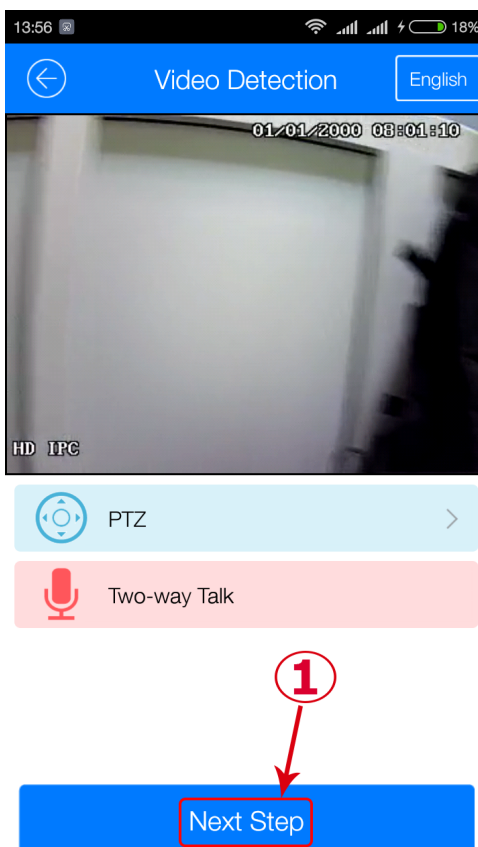 13:56 18%
Video Detection English
01/01/2000 08:01:10
HD IPC
PTZ
Two-way Talk
1
Next Step